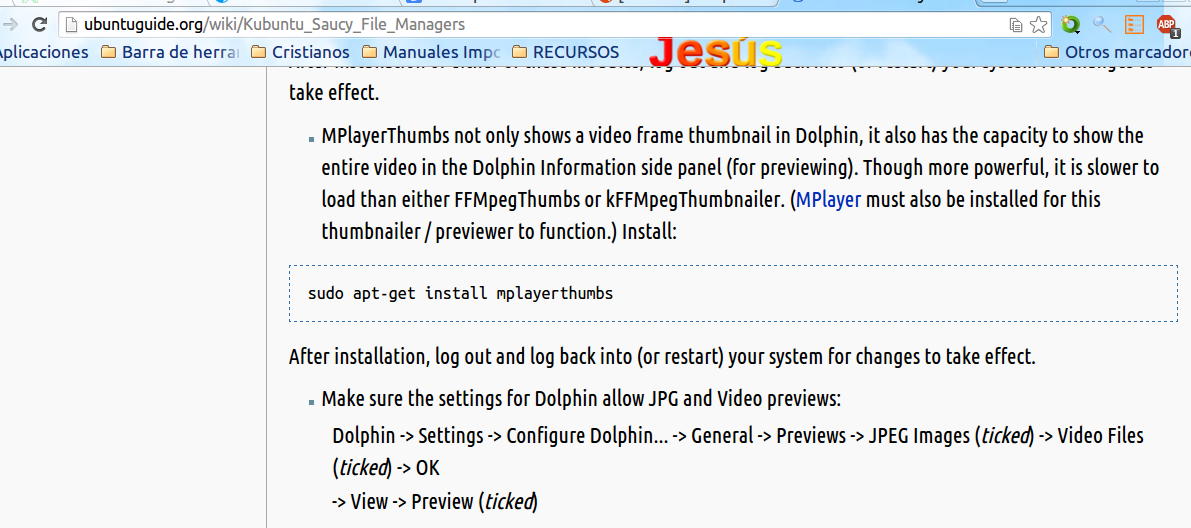 ubuntuguide.org/wiki/Kubuntu_Saucy_File_Managers
ABP
1
Aplicaciones Barra de herrar Cristianos Manuales Impo RECURSOS Jesús Otros marcadore
take effect.
MPlayerThumbs not only shows a video frame thumbnail in Dolphin, it also has the capacity to show the
entire video in the Dolphin Information side panel (for previewing). Though more powerful, it is slower to
load than either FFMpegThumbs or kFFMpegThumbnailer. (MPlayer must also be installed for this
thumbnailer / previewer to function.) Install:
sudo apt-get install mplayerthumbs
After installation, log out and log back into (or restart) your system for changes to take effect.
Make sure the settings for Dolphin allow JPG and Video previews:
Dolphin -> Settings -> Configure Dolphin... -> General -> Previews -> JPEG Images (ticked) -> Video Files
(ticked) -> OK
-> View -> Preview (ticked)